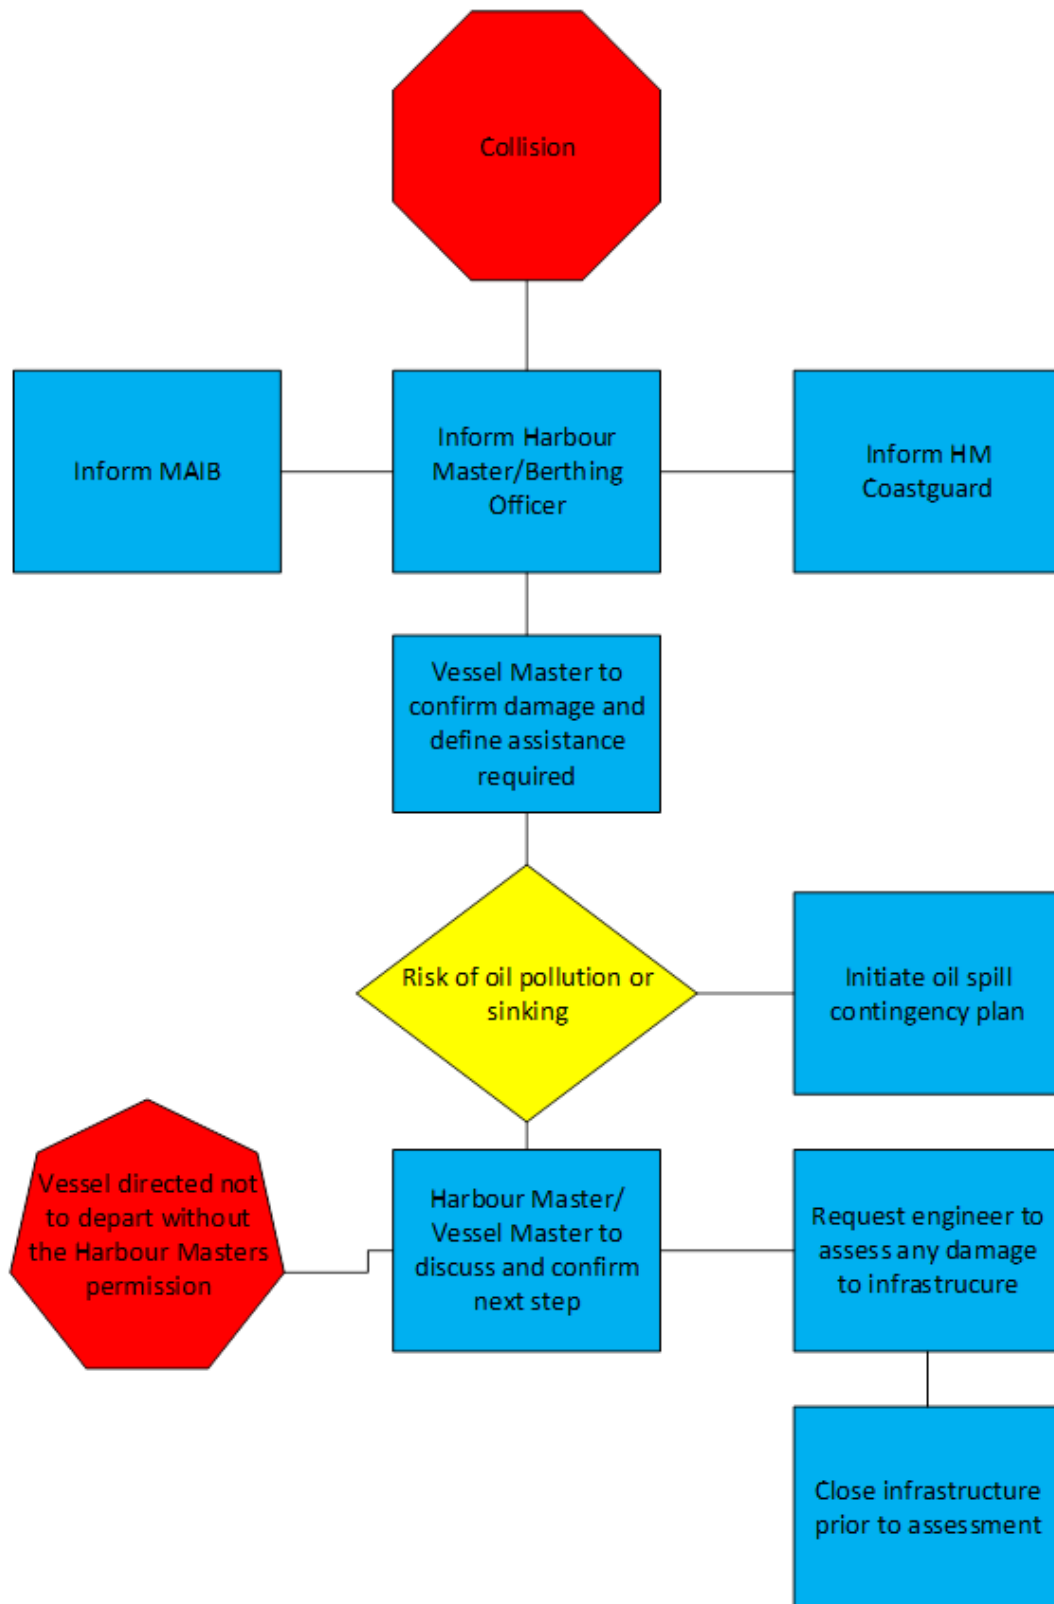 Collision
Inform MAIB
Inform Harbour
Master/Berthing
Officer
Inform HM
Coastguard
Vessel Master to
confirm damage and
define assistance
required
Risk of oil pollution or
sinking
Initiate oil spill
contingency plan
Vessel directed not
to depart without
the Harbour Masters
permission
Harbour Master/
Vessel Master to
discuss and confirm
next step
Request engineer to
assess any damage
to infrastrucure
Close infrastructure
prior to assessment